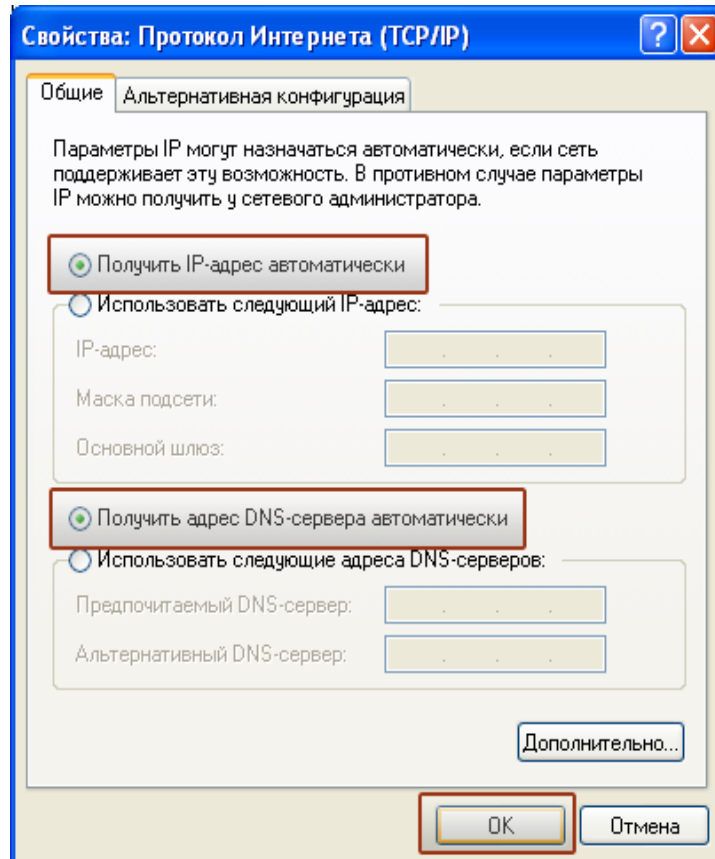 Свойства: Протокол Интернета (TCP/IP)
Общие
Альтернативная конфигурация
Параметры IP могут назначаться автоматически, если сеть
поддерживает эту возможность. В противном случае параметры
IP можно получить у сетевого администратора.
Получить IP-адрес автоматически
Использовать следующий IP-адрес:
IP-адрес:
Маска подсети:
Основной шлюз:
Получить адрес DNS-сервера автоматически
Использовать следующие адреса DNS-серверов:
Предпочитаемый DNS-сервер:
Альтернативный DNS-сервер:
Дополнительно...
OK
Отмена